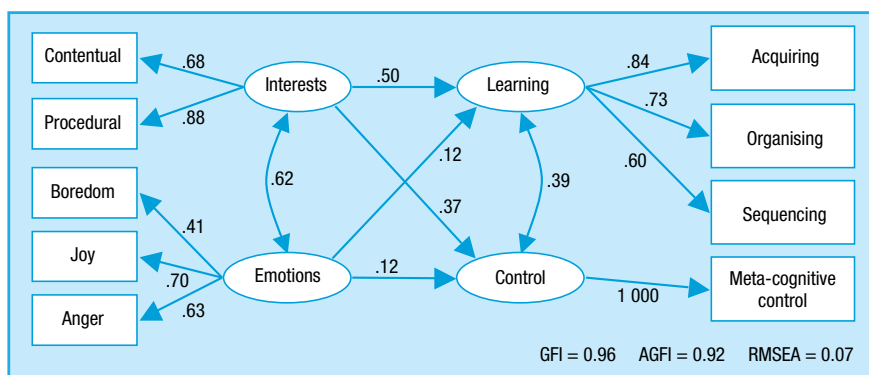 Contentual
.68
Interests
.50
Learning
.84
Acquiring
Procedural
.88
.73
Organising
.60
Sequencing
Boredom
.41
.62
.12
.37
.39
Joy
.70
Emotions
.12
Control
1 000
Meta-cognitive
control
Anger
.63
GFI = 0.96 AGFI = 0.92 RMSEA = 0.07